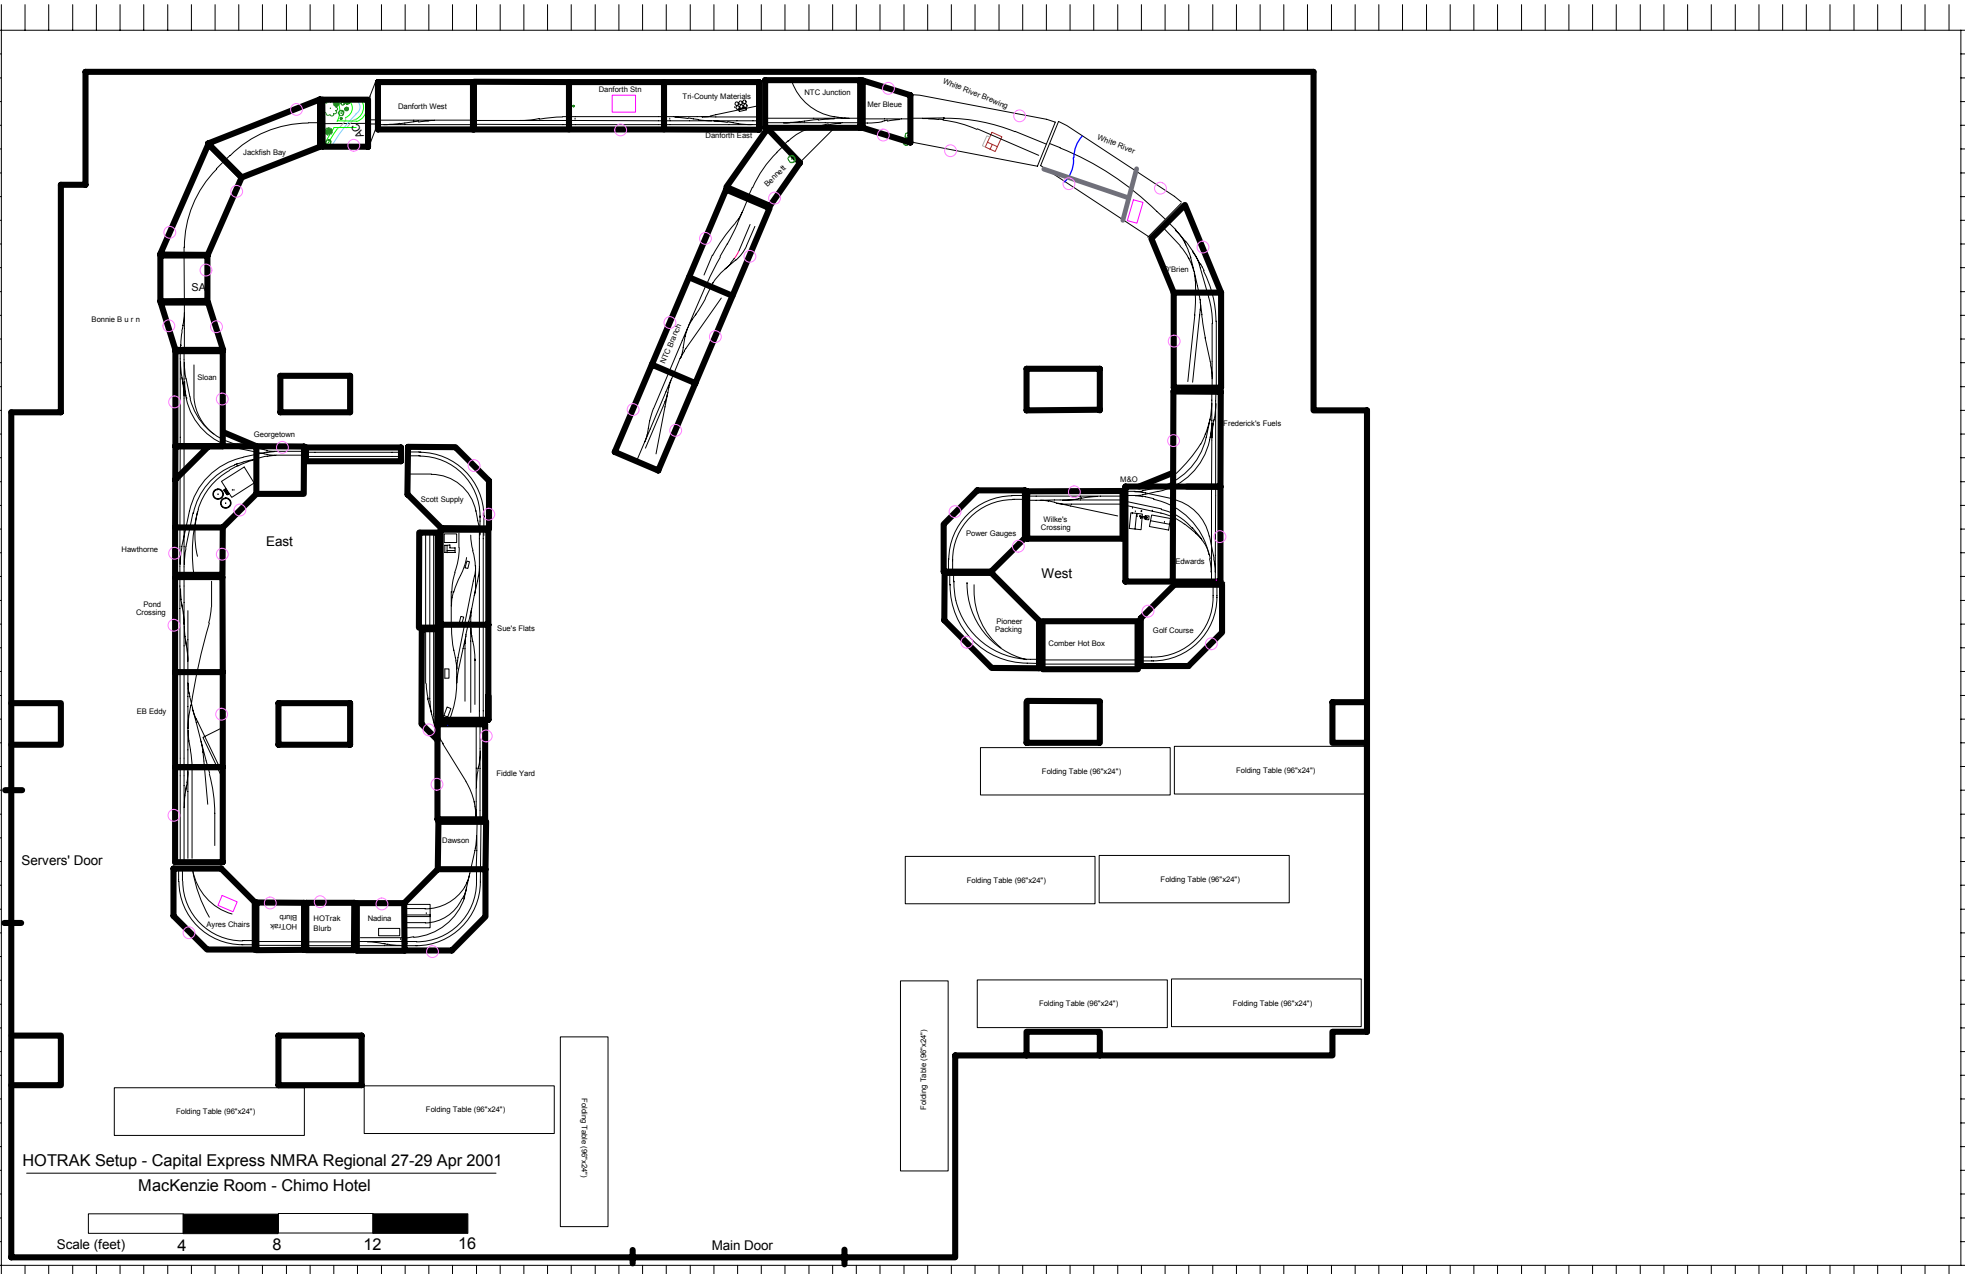 White River Brewing
Danforth Stn
NTC Junction
Tri-County Materials
Danforth West
Mer Bleue
AC
Danforth East
White River
Jackfish Bay
Bennett
O'Brien
SA
Bonnie Burn
NTC Branch
Sloan
Frederick's Fuels
Georgetown
M&O
Scott Supply
Wilke's
Crossing
Power Gauges
East
Hawthorne
Edwards
West
Pond
Crossing
Sue's Flats
Pioneer
Packing
Golf Course
Comber Hot Box
EB Eddy
Fiddle Yard
Folding Table (96"x24")
Folding Table (96"x24")
Dawson
Servers' Door
Folding Table (96"x24")
Folding Table (96"x24")
Ayres Chairs
HOTrak
Blurb
HOTrak
Blurb
Nadina
Folding Table (96"x24")
Folding Table (96"x24")
Folding Table (96"x24")
Folding Table (96"x24")
Folding Table (96"x24")
Folding Table (96"x24")
HOTRAK Setup - Capital Express NMRA Regional 27-29 Apr 2001
MacKenzie Room - Chimo Hotel
Scale (feet) 4 8 12 16
Main Door